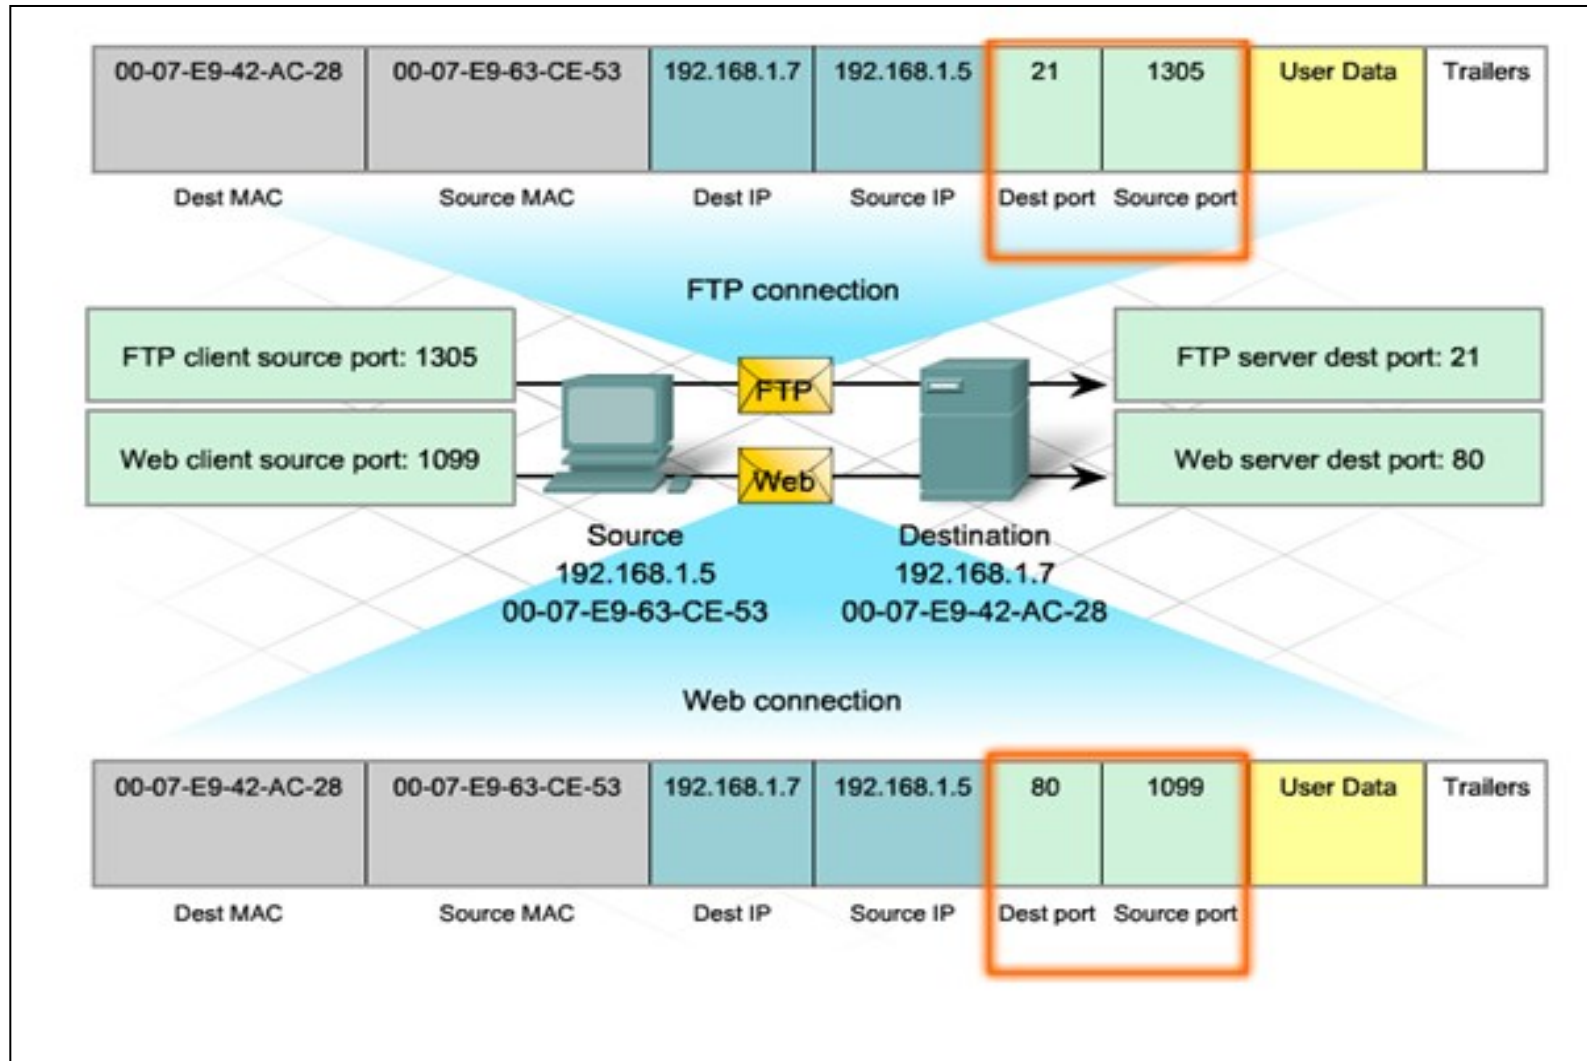 00-07-E9-42-AC-28 00-07-E9-63-CE-53 192.168.1.7 192.168.1.5 21 1305 User Data Trailers
Dest MAC Source MAC Dest IP Source IP Dest port Source port
FTP connection
FTP client source port: 1305
FTP
FTP server dest port: 21
Web client source port: 1099
Web
Web server dest port: 80
Source
192.168.1.5
00-07-E9-63-CE-53
Destination
192.168.1.7
00-07-E9-42-AC-28
Web connection
00-07-E9-42-AC-28 00-07-E9-63-CE-53 192.168.1.7 192.168.1.5 80 1099 User Data Trailers
Dest MAC Source MAC Dest IP Source IP Dest port Source port